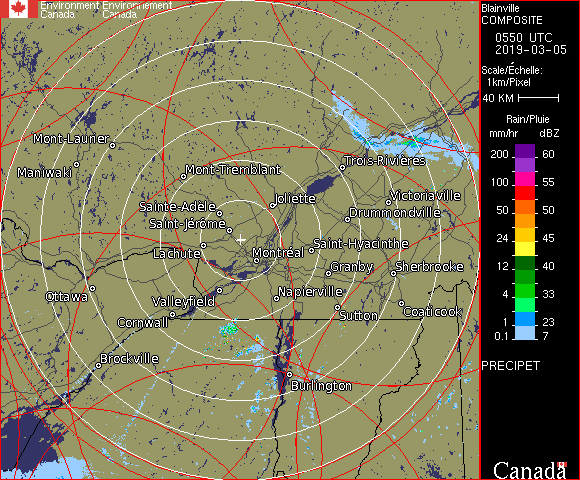 Environment Environnement
Canada Canada
Blainville
COMPOSITE
0550 UTC
2019-03-05
Scale/Échelle:
1km/Pixel
40 KM
Rain/Pluie
mm/hr dBZ
200 60
100 55
50 50
24 45
12 40
4 33
1 23
0.1 7
PRECIPET
Canada
Mont-Laurier
Maniwaki
Mont-Tremblant
Trois-Rivières
Sainte-Adèle
Joliette
Victoriaville
Saint-Jérôme
Drummondville
Lachute
Montréal
Saint-Hyacinthe
Granby
Sherbrooke
Ottawa
Valleyfield
Napierville
Cornwall
Sutton
Coaticook
Brockville
Burlington